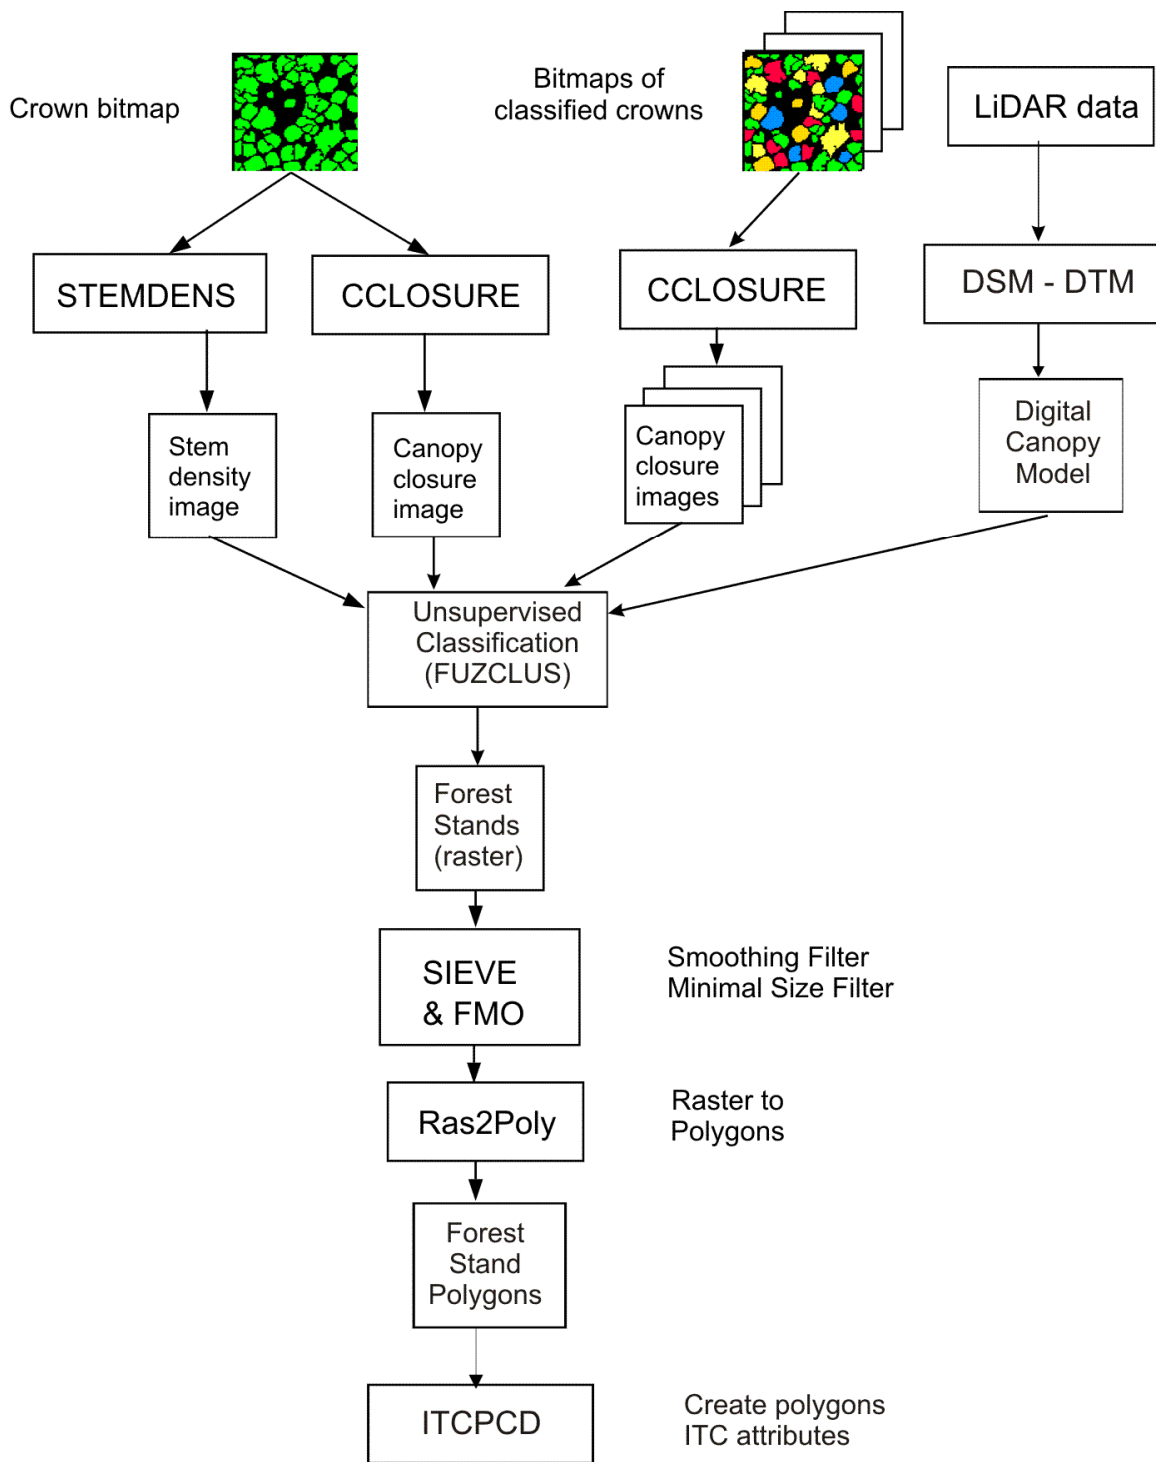 Crown bitmap
Bitmaps of
classified crowns
LiDAR data
STEMDENS
CCLOSURE
CCLOSURE
DSM - DTM
Stem
density
image
Canopy
closure
image
Canopy
closure
images
Digital
Canopy
Model
Unsupervised
Classification
(FUZCLUS)
Forest
Stands
(raster)
SIEVE
& FMO
Smoothing Filter
Minimal Size Filter
Ras2Poly
Raster to
Polygons
Forest
Stand
Polygons
ITCPCD
Create polygons
ITC attributes